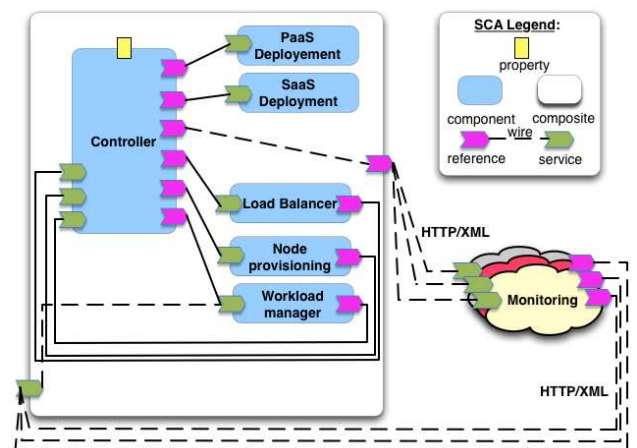 PaaS
Deployement
SaaS
Deployment
Controller
Load Balancer
Node
provisioning
Workload
manager
SCA Legend:
property
component
composite
wire
reference
service
HTTP/XML
Monitoring
HTTP/XML